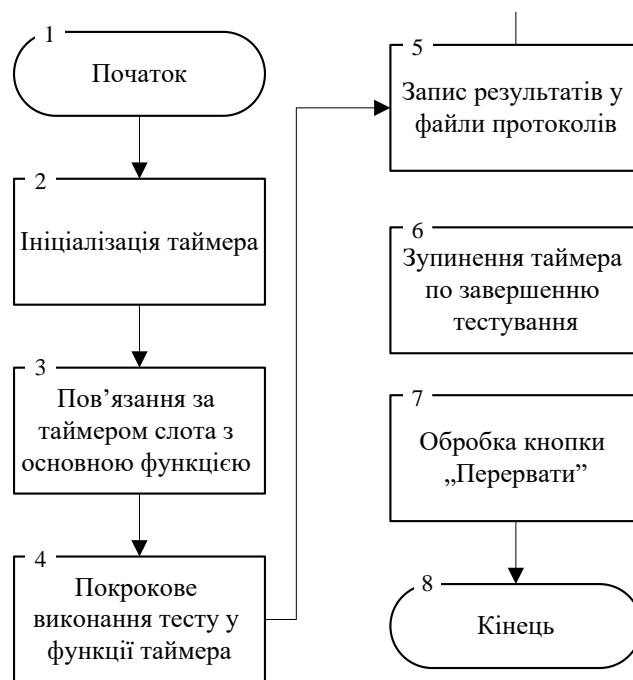 1
Початок
2
Ініціалізація таймера
3
Пов’язання за
таймером слота з
основною функцією
4
Покрокове
виконання тесту у
функції таймера
5
Запис результатів у
файли протоколів
6
Зупинення таймера
по завершенню
тестування
7
Обробка кнопки
„Перервати”
8
Кінець